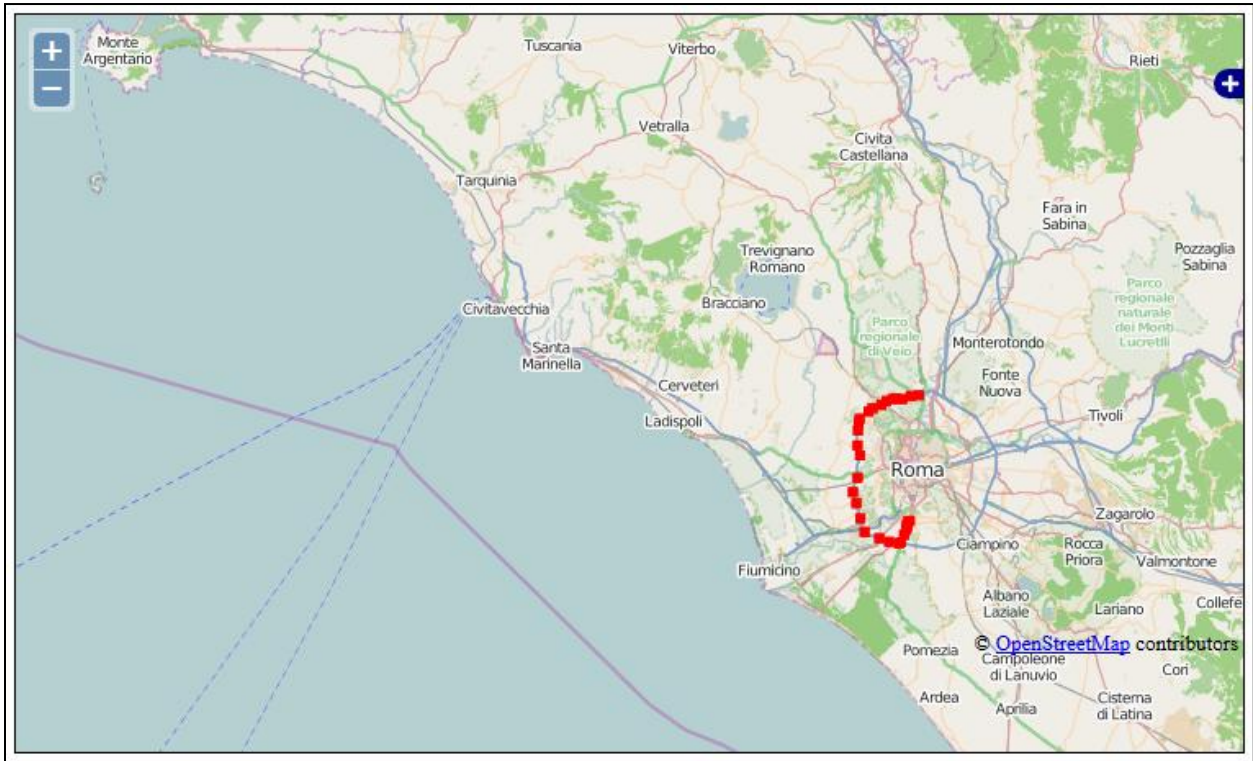 +
−
Monte
Argentario
Tuscania
Viterbo
Rieti
+
Vetralla
Civita
Castellana
Tarquinia
Fara in
Sabina
Trevignano
Romano
Pozzaglia
Sabina
Civitavecchia
Bracciano
Parco
regionale
naturale
dei Monti
Lucretili
Parco
regionale
di Veio
Monterotondo
Santa
Marinella
Fonte
Nuova
Cerveteri
Ladispoli
Tivoli
Roma
Zagarolo
Ciampino
Rocca
Priora
Valmontone
Fiumicino
Albano
Laziale
Lariano
Collefe
© OpenStreetMap contributors
Pomezia
Campoleone
di Lanuvio
Cori
Ardea
Aprilia
Cisterna
di Latina